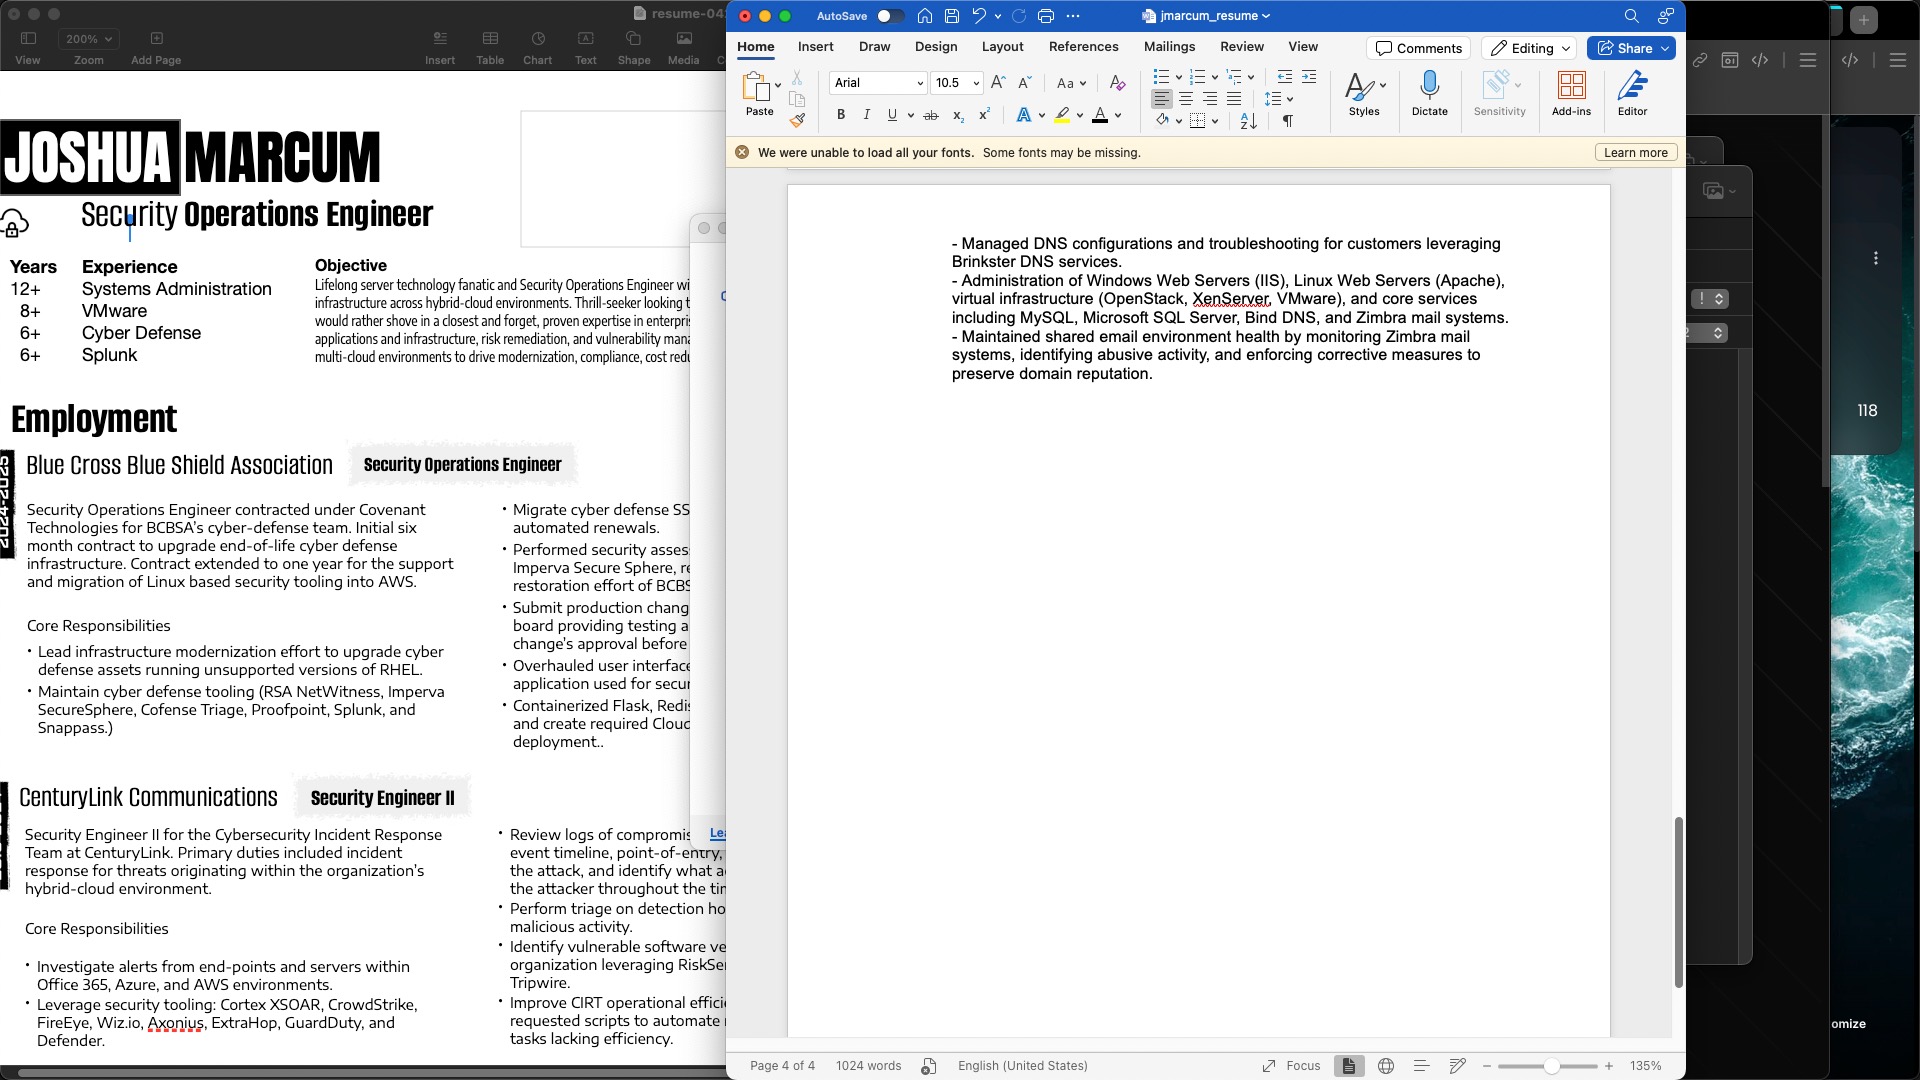 resume-04
View
200%
Zoom
Add Page
Insert
Table
Chart
Text
Shape
Media
JOSHUA MARCUM
Security Operations Engineer
Years Experience
12+ Systems Administration
8+ VMware
6+ Cyber Defense
6+ Splunk
Objective
Lifelong server technology fanatic and Security Operations Engineer wi
infrastructure across hybrid-cloud environments. Thrill-seeker looking t
would rather shove in a closest and forget, proven expertise in enterpri
applications and infrastructure, risk remediation, and vulnerability mana
multi-cloud environments to drive modernization, compliance, cost redu
Employment
2024-2025
Blue Cross Blue Shield Association Security Operations Engineer
Security Operations Engineer contracted under Covenant
Technologies for BCBSA's cyber-defense team. Initial six
month contract to upgrade end-of-life cyber defense
infrastructure. Contract extended to one year for the support
and migration of Linux based security tooling into AWS.
Core Responsibilities
• Lead infrastructure modernization effort to upgrade cyber
defense assets running unsupported versions of RHEL.
• Maintain cyber defense tooling (RSA NetWitness, Imperva
SecureSphere, Cofense Triage, Proofpoint, Splunk, and
Snappass.)
• Migrate cyber defense SS
automated renewals.
• Performed security asses
Imperva Secure Sphere, re
restoration effort of BCBS
• Submit production chang
board providing testing a
change's approval before
• Overhauled user interface
application used for secur
• Containerized Flask, Redis
and create required Cloud
deployment..
CenturyLink Communications Security Engineer II
Security Engineer II for the Cybersecurity Incident Response
Team at CenturyLink. Primary duties included incident
response for threats originating within the organization's
hybrid-cloud environment.
Core Responsibilities
• Investigate alerts from end-points and servers within
Office 365, Azure, and AWS environments.
• Leverage security tooling: Cortex XSOAR, CrowdStrike,
FireEye, Wiz.io, Axonius, ExtraHop, GuardDuty, and
Defender.
• Review logs of compromis
event timeline, point-of-entry,
the attack, and identify what a
the attacker throughout the tim
• Perform triage on detection ho
malicious activity.
• Identify vulnerable software ve
organization leveraging RiskSen
Tripwire.
• Improve CIRT operational effici
requested scripts to automate
tasks lacking efficiency.
Lea
AutoSave
jmarcum_resume
Home Insert Draw Design Layout References Mailings Review View
Comments Editing Share
Paste
Arial 10.5
Aa
Styles
Dictate
Sensitivity
Add-ins
Editor
We were unable to load all your fonts. Some fonts may be missing. Learn more
- Managed DNS configurations and troubleshooting for customers leveraging
Brinkster DNS services.
- Administration of Windows Web Servers (IIS), Linux Web Servers (Apache),
virtual infrastructure (OpenStack, XenServer, VMware), and core services
including MySQL, Microsoft SQL Server, Bind DNS, and Zimbra mail systems.
- Maintained shared email environment health by monitoring Zimbra mail
systems, identifying abusive activity, and enforcing corrective measures to
preserve domain reputation.
Page 4 of 4 1024 words English (United States) Focus 135%
118
omize